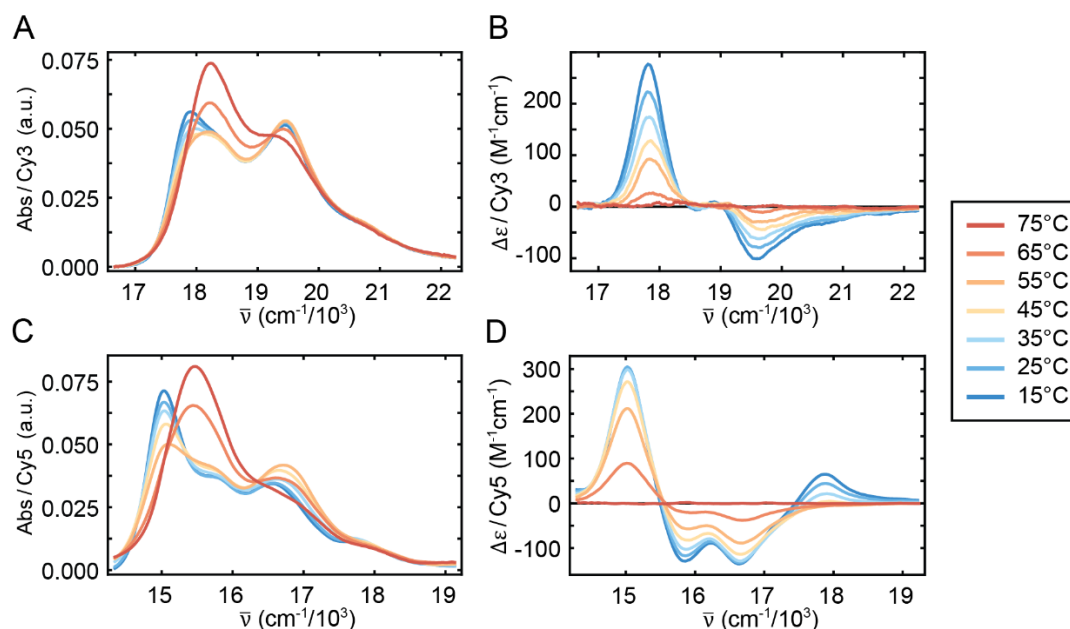 A
B
Abs / Cy3 (a.u.)
0.075
0.050
0.025
0.000
17 18 19 20 21 22
ν̅ (cm⁻¹/10³)
Δε / Cy3 (M⁻¹cm⁻¹)
200
100
0
-100
17 18 19 20 21 22
ν̅ (cm⁻¹/10³)
C
D
Abs / Cy5 (a.u.)
0.075
0.050
0.025
0.000
15 16 17 18 19
ν̅ (cm⁻¹/10³)
Δε / Cy5 (M⁻¹cm⁻¹)
300
200
100
0
-100
15 16 17 18 19
ν̅ (cm⁻¹/10³)
75°C
65°C
55°C
45°C
35°C
25°C
15°C